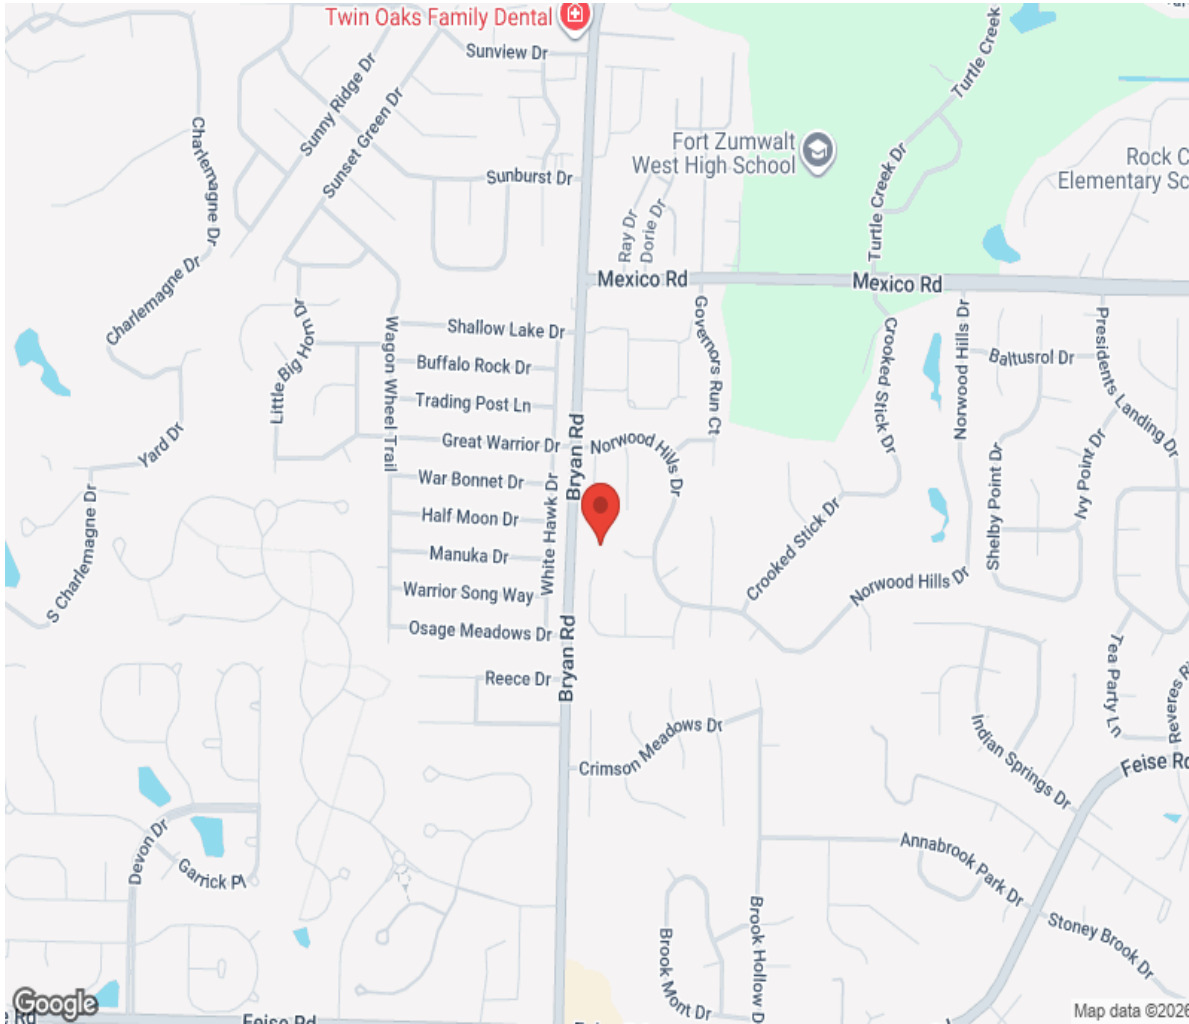 Twin Oaks Family Dental
Sunview Dr
Turtle Creek
Sunny Ridge Dr
Sunset Green Dr
Charlemagne Dr
Fort Zumwalt
West High School
Rock C
Elementary Sc
Sunburst Dr
Turtle Creek Dr
Ray Dr
Dorie Dr
Charlemagne Dr
Mexico Rd
Mexico Rd
Little Big Horn Dr
Wagon Wheel Trail
Shallow Lake Dr
Buffalo Rock Dr
Trading Post Ln
Great Warrior Dr
War Bonnet Dr
Half Moon Dr
Manuka Dr
Warrior Song Way
Osage Meadows Dr
Reece Dr
White Hawk Dr
Bryan Rd
Bryan Rd
Governors Run Ct
Norwood Hills Dr
Crooked Stick Dr
Crooked Stick Dr
Norwood Hills Dr
Norwood Hills Dr
Baltusrol Dr
Presidents Landing Dr
Ivy Point Dr
Shelby Point Dr
Yard Dr
S Charlemagne Dr
Tea Party Ln
Indian Springs Dr
Feise Rd
Crimson Meadows Dr
Annabrook Park Dr
Stoney Brook Dr
Brook Hollow D
Brook Mont Dr
Devon Dr
Garrick Pl
Google
e Rd
Feise Rd
Map data ©2026